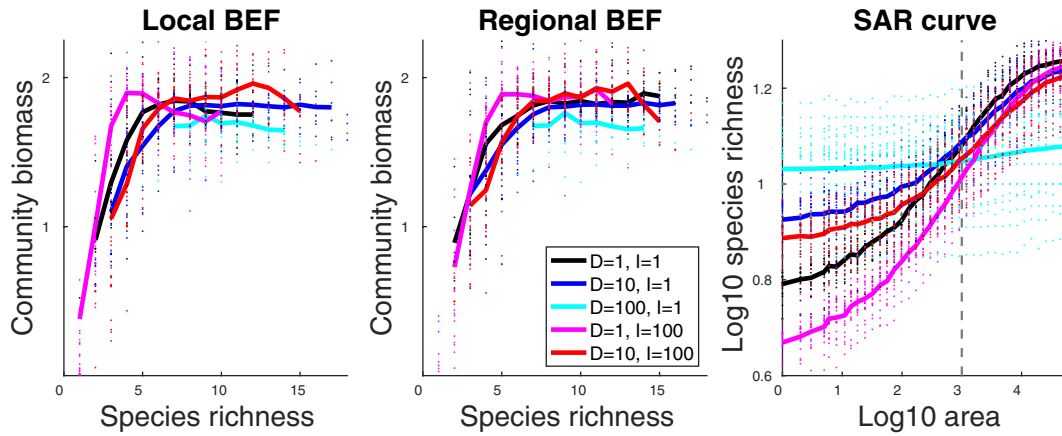 Local BEF
Community biomass
2
1
0
5
10
15
Species richness
Regional BEF
Community biomass
2
1
0
5
10
15
Species richness
D=1, I=1
D=10, I=1
D=100, I=1
D=1, I=100
D=10, I=100
SAR curve
Log10 species richness
1.2
1
0.8
0.6
0
1
2
3
4
Log10 area